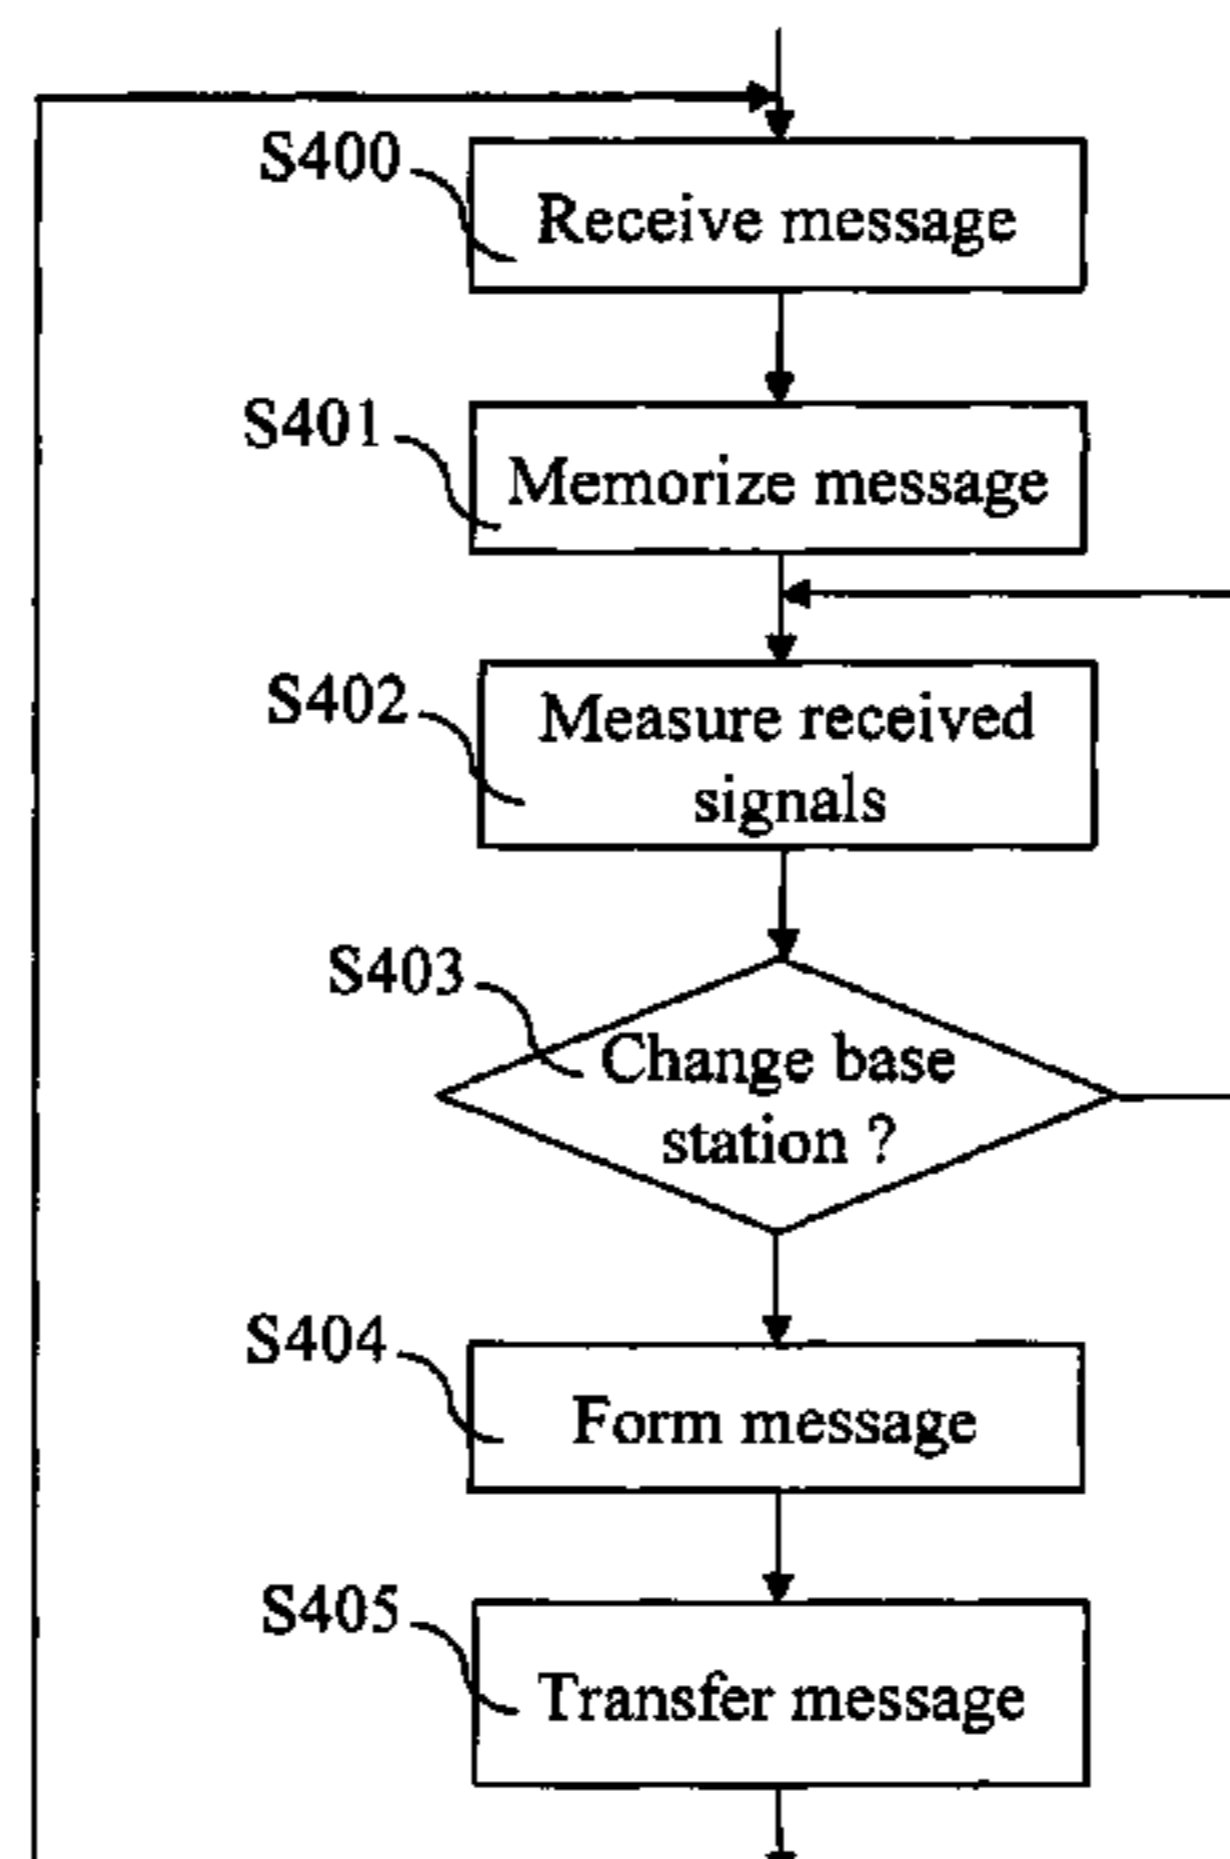 S400
Receive message
S401
Memorize message
S402
Measure received
signals
S403
Change base
station ?
S404
Form message
S405
Transfer message